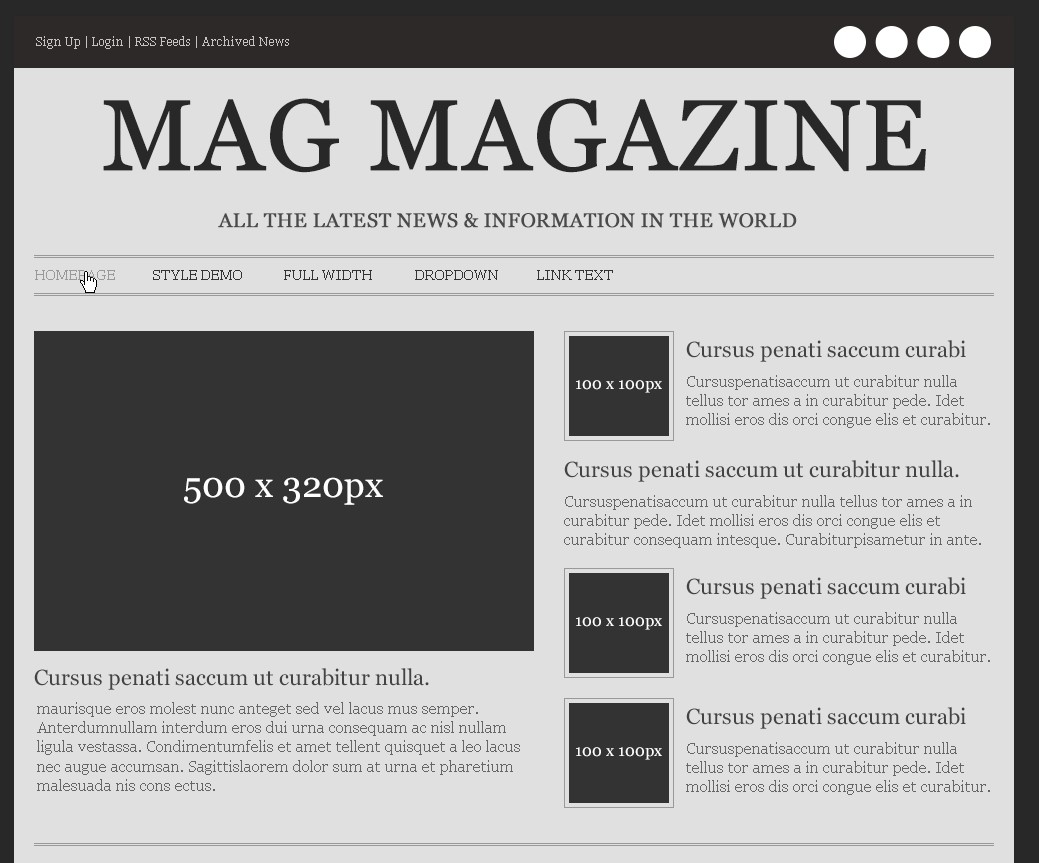 Sign Up | Login | RSS Feeds | Archived News
MAG MAGAZINE
ALL THE LATEST NEWS & INFORMATION IN THE WORLD
HOMEPAGE STYLE DEMO FULL WIDTH DROPDOWN LINK TEXT
500 x 320px
Cursus penati saccum ut curabitur nulla.
maurisque eros molest nunc anteget sed vel lacus mus semper.
Anterdumnullam interdum eros dui urna consequam ac nisl nullam
ligula vestassa. Condimentumfelis et amet tellent quisquet a leo lacus
nec augue accumsan. Sagittislaorem dolor sum at urna et pharetium
malesuada nis cons ectus.
100 x 100px
Cursus penati saccum curabi
Cursuspenatisaccum ut curabitur nulla
tellus tor ames a in curabitur pede. Idet
mollisi eros dis orci congue elis et curabitur.
Cursus penati saccum ut curabitur nulla.
Cursuspenatisaccum ut curabitur nulla tellus tor ames a in
curabitur pede. Idet mollisi eros dis orci congue elis et
curabitur consequam intesque. Curabiturpisametur in ante.
100 x 100px
Cursus penati saccum curabi
Cursuspenatisaccum ut curabitur nulla
tellus tor ames a in curabitur pede. Idet
mollisi eros dis orci congue elis et curabitur.
100 x 100px
Cursus penati saccum curabi
Cursuspenatisaccum ut curabitur nulla
tellus tor ames a in curabitur pede. Idet
mollisi eros dis orci congue elis et curabitur.